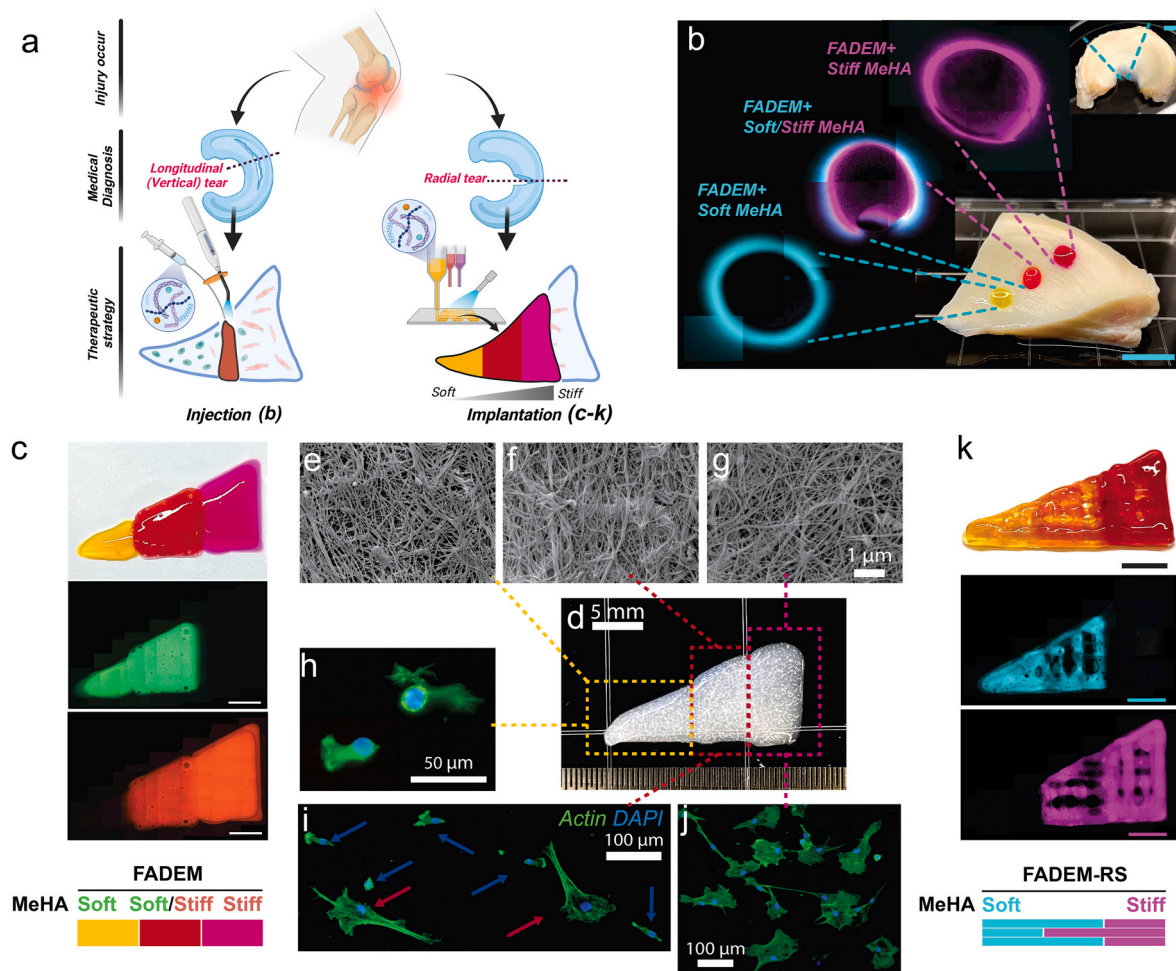 a
Injury occur
Medical
Diagnosis
Therapeutic
strategy
Longitudinal
(Vertical) tear
Radial tear
Soft
Stiff
Injection (b)
Implantation (c-k)
b
FADEM+
Stiff MeHA
FADEM+
Soft/Stiff MeHA
FADEM+
Soft MeHA
c
FADEM
MeHA Soft Soft/Stiff Stiff
e
f
g
1 µm
d
5 mm
h
50 µm
i
Actin DAPI
100 µm
j
100 µm
k
FADEM-RS
MeHA Soft Stiff